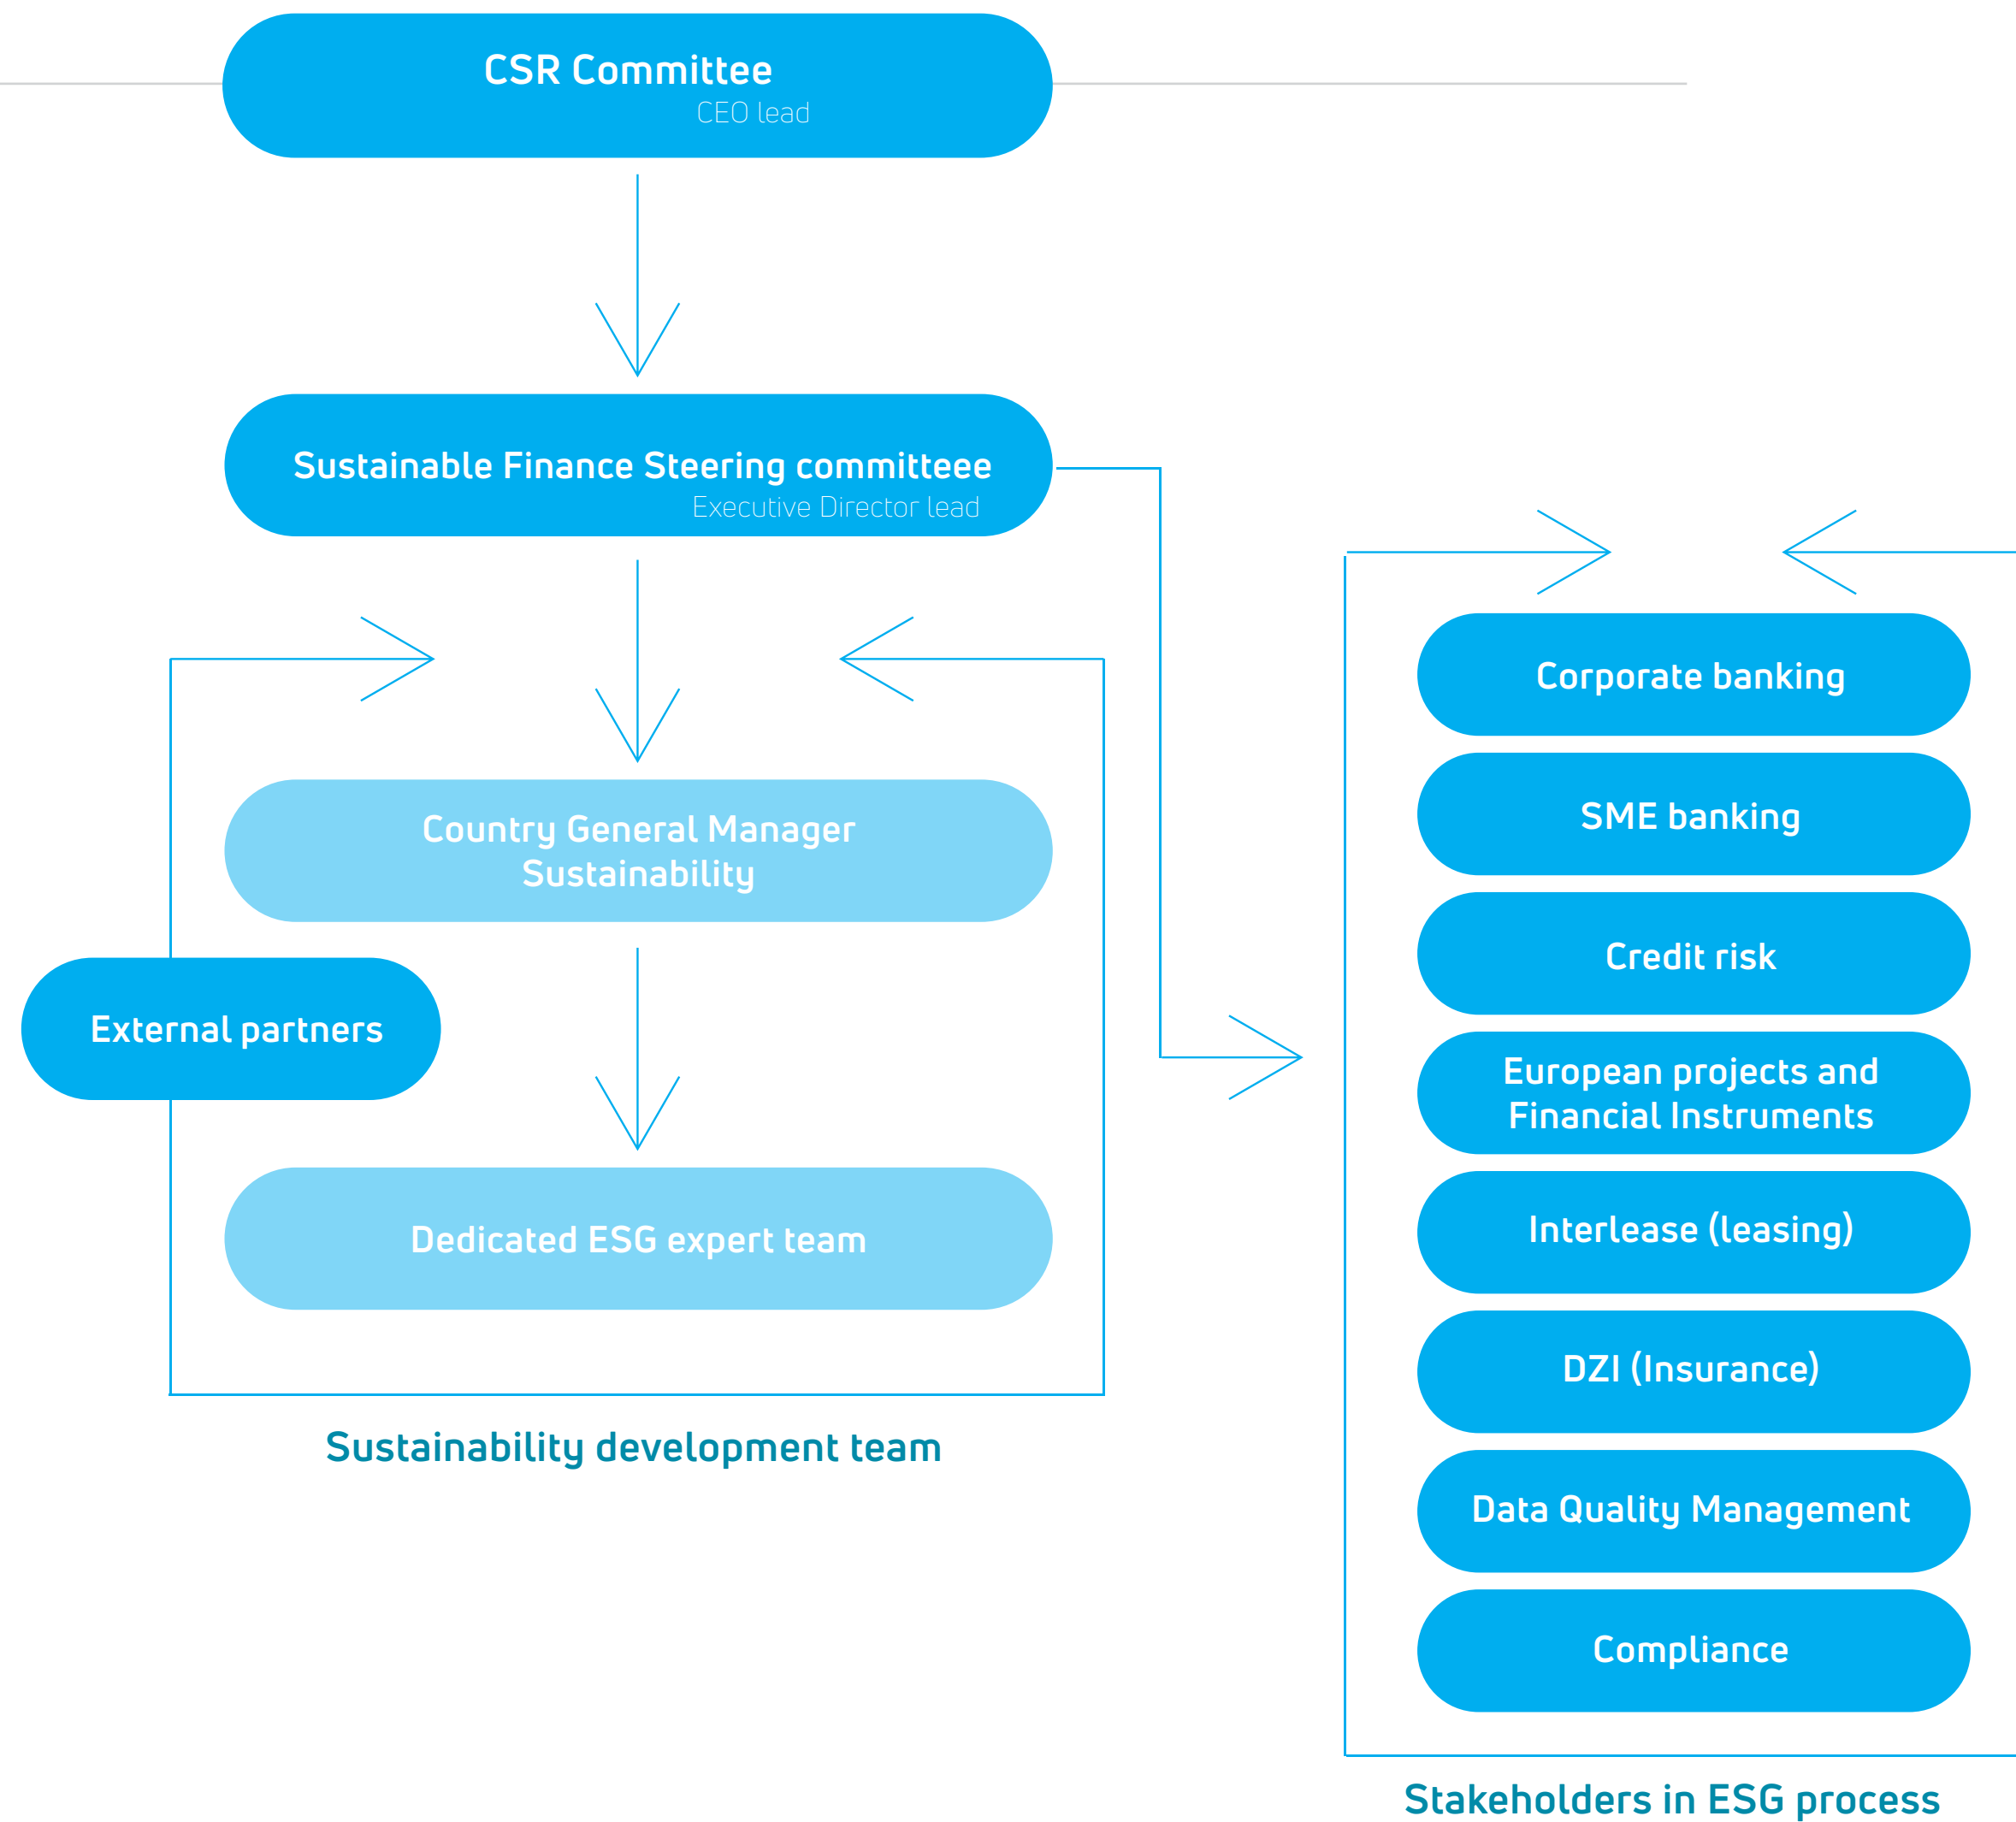 CSR Committee
CEO lead
Sustainable Finance Steering committeee
Executive Director lead
Country General Manager
Sustainability
External partners
Dedicated ESG expert team
Sustainability development team
Corporate banking
SME banking
Credit risk
European projects and
Financial Instruments
Interlease (leasing)
DZI (Insurance)
Data Quality Management
Compliance
Stakeholders in ESG process